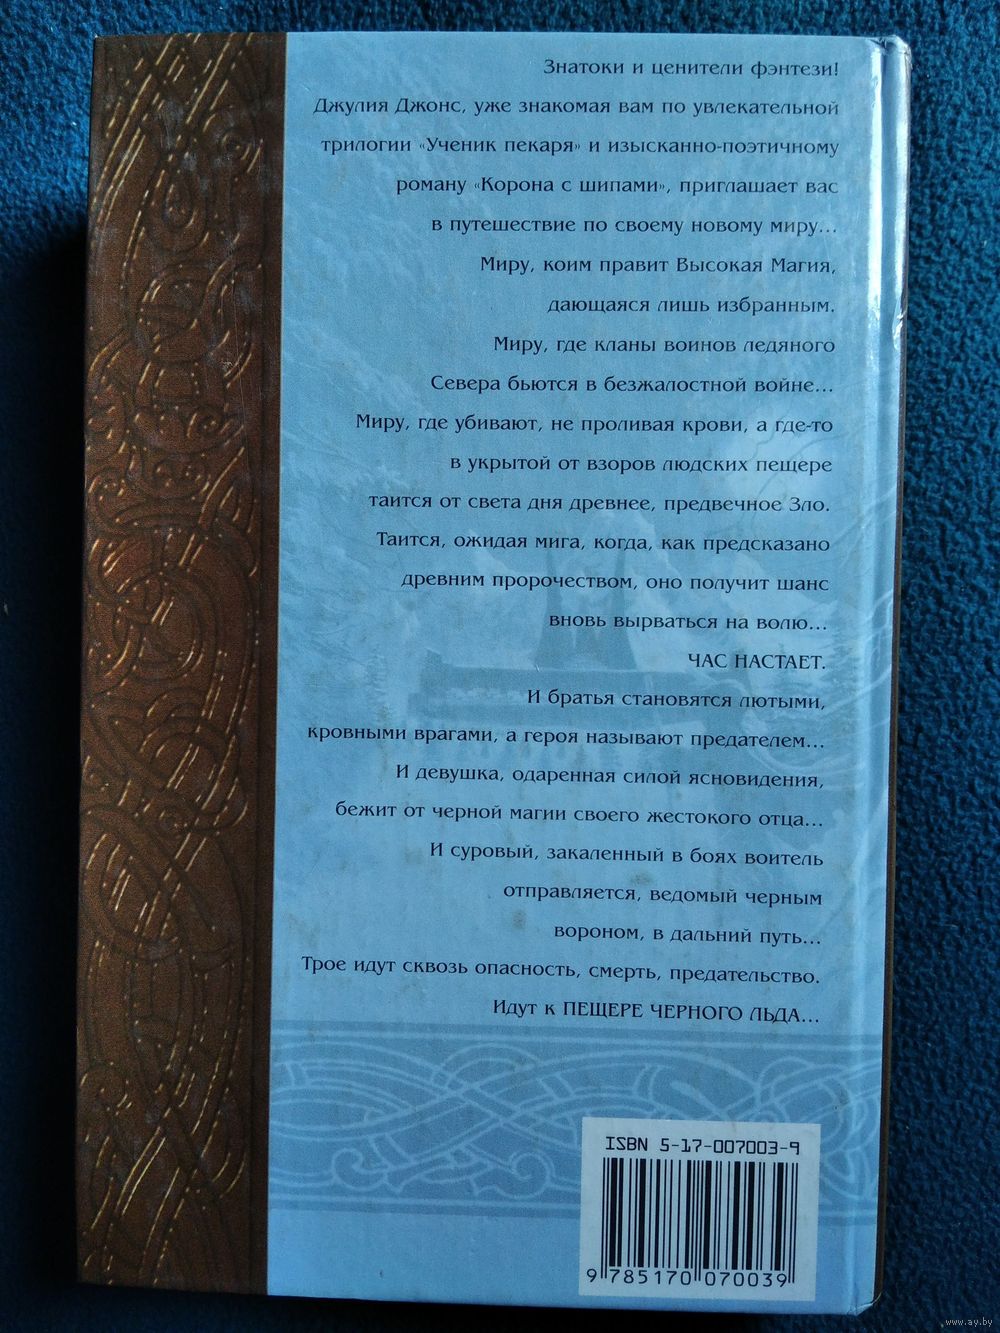 Знатоки и ценители фэнтези!
Джулия Джонс, уже знакомая вам по увлекательной
трилогии «Ученик пекаря» и изысканно-поэтичному
роману «Корона с шипами», приглашает вас
в путешествие по своему новому миру...
Миру, коим правит Высокая Магия,
дающаяся лишь избранным.
Миру, где кланы воинов ледяного
Севера бьются в безжалостной войне...
Миру, где убивают, не проливая крови, а где-то
в укрытой от взоров людских пещере
таится от света дня древнее, предвечное Зло.
Таится, ожидая мига, когда, как предсказано
древним пророчеством, оно получит шанс
вновь вырваться на волю...
ЧАС НАСТАЕТ.
И братья становятся лютыми,
кровными врагами, а героя называют предателем...
И девушка, одаренная силой ясновидения,
бежит от черной магии своего жестокого отца...
И суровый, закаленный в боях воитель
отправляется, ведомый черным
вороном, в дальний путь...
Трое идут сквозь опасность, смерть, предательство.
Идут к ПЕЩЕРЕ ЧЕРНОГО ЛЬДА...
ISBN 5-17-007003-9
9 785170 070039
www.ay.by